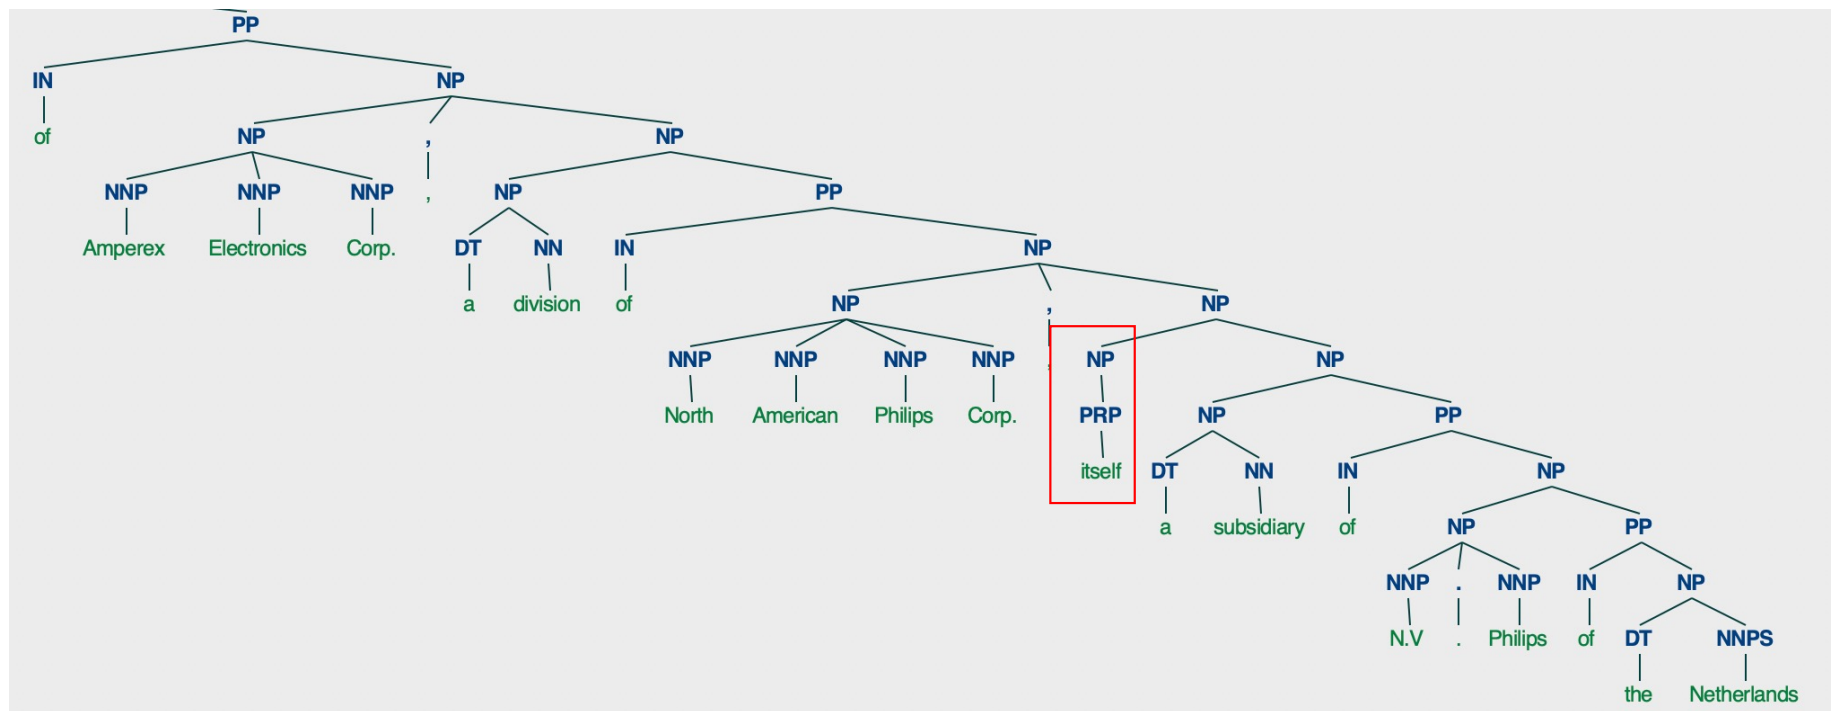 PP
IN NP
of NP , NP
NNP NNP NNP , NP PP
Amperex Electronics Corp. DT NN IN NP
a division of NP , NP
NNP NNP NNP NNP , NP NP
North American Philips Corp. PRP NP PP
itself DT NN IN NP
a subsidiary of NP PP
NNP . NNP IN NP
N.V . Philips of DT NNPS
the Netherlands